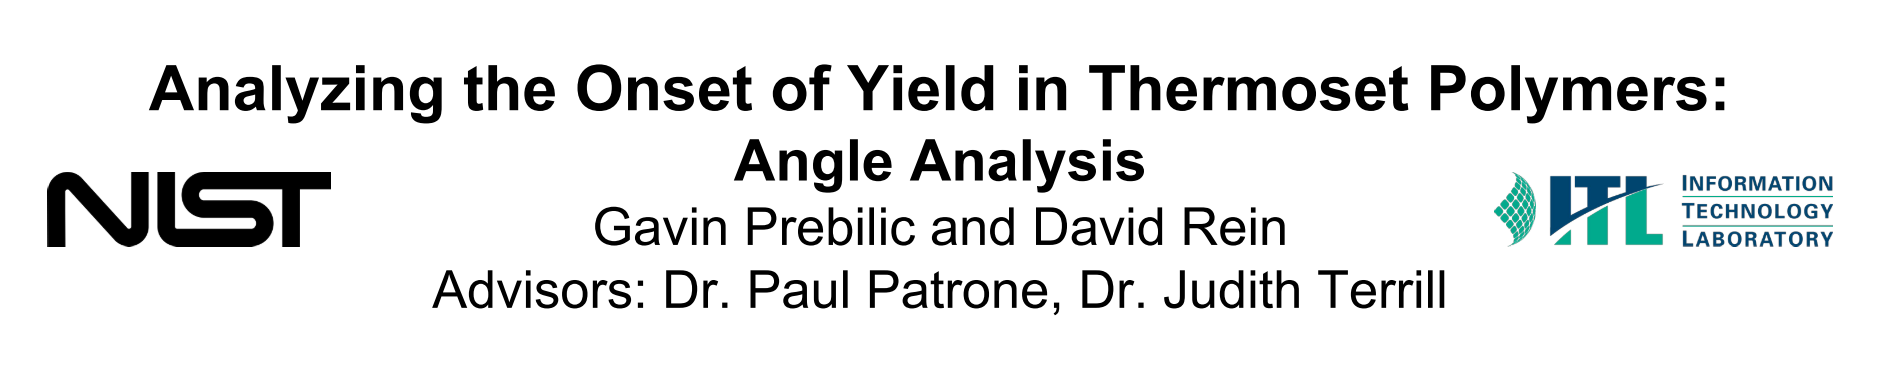 Analyzing the Onset of Yield in Thermoset Polymers:
Angle Analysis
Gavin Prebilic and David Rein
Advisors: Dr. Paul Patrone, Dr. Judith Terrill
NIST
ITL
INFORMATION
TECHNOLOGY
LABORATORY